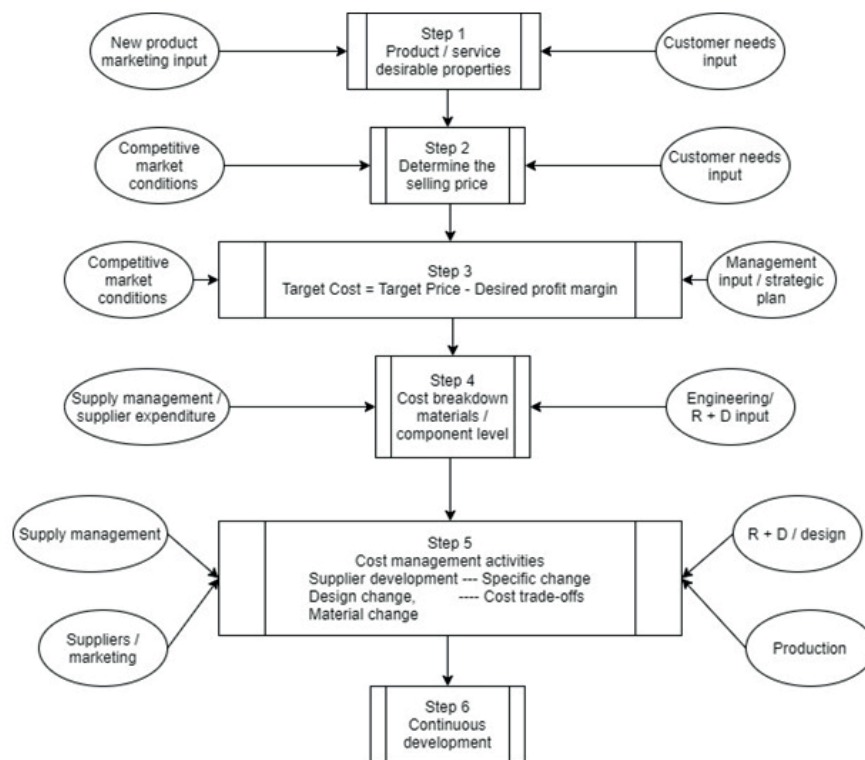 New product
marketing input
Step 1
Product / service
desirable properties
Customer needs
input
Competitive
market
conditions
Step 2
Determine the
selling price
Customer needs
input
Competitive
market
conditions
Step 3
Target Cost = Target Price - Desired profit margin
Management
input / strategic
plan
Supply management /
supplier expenditure
Step 4
Cost breakdown
materials /
component level
Engineering/
R + D input
Supply management
Suppliers /
marketing
Step 5
Cost management activities
Supplier development --- Specific change
Design change, ---- Cost trade-offs
Material change
R + D / design
Production
Step 6
Continuous
development